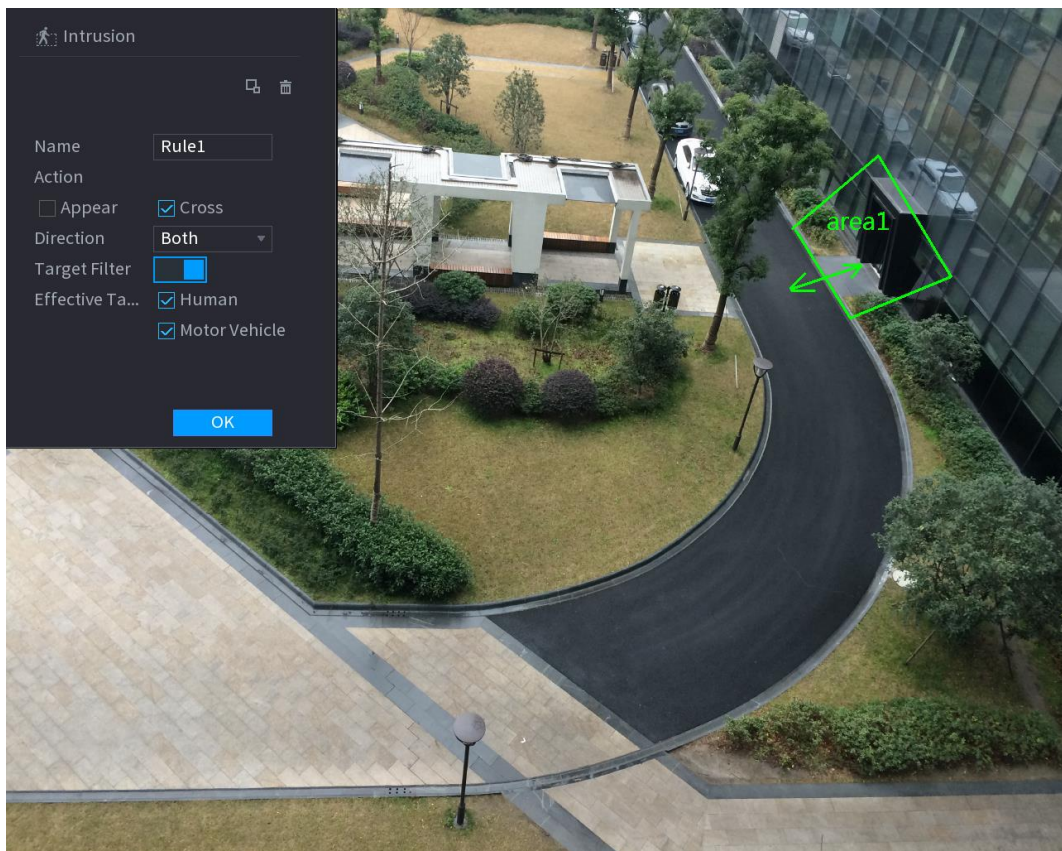 Intrusion
Name Rule1
Action
Appear Cross
Direction Both
Target Filter
Effective Ta... Human
Motor Vehicle
OK
area1